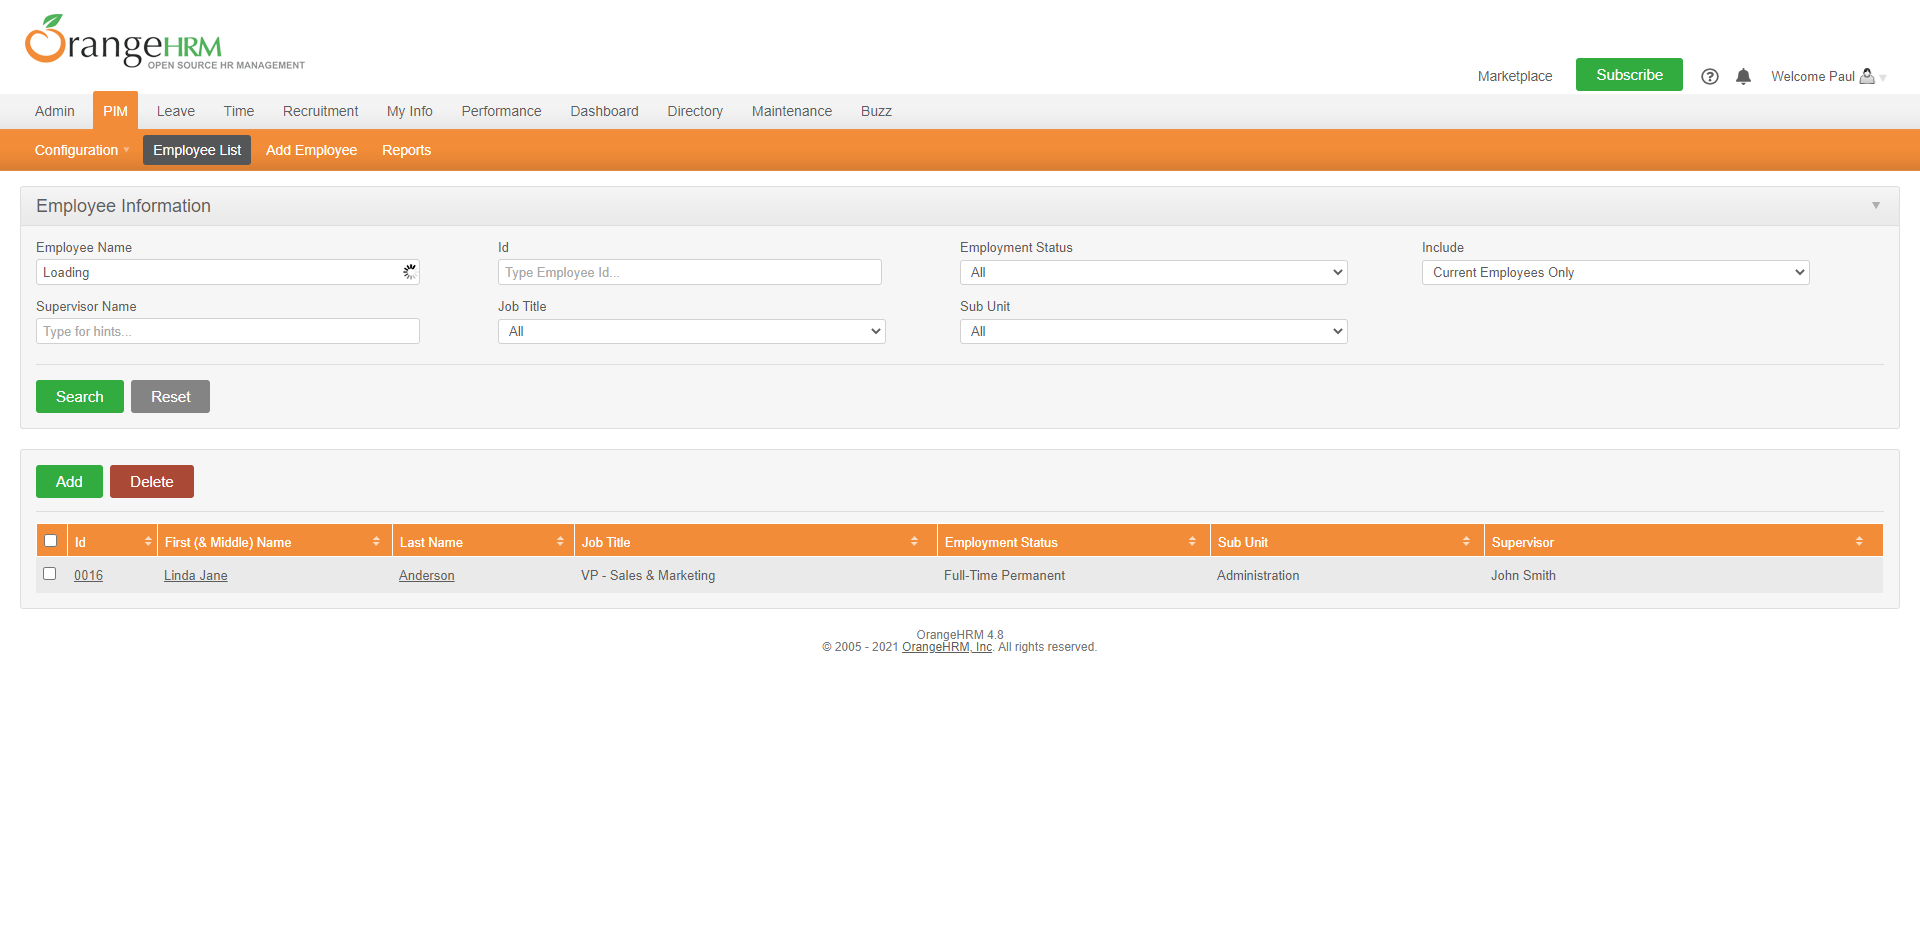 OrangeHRM
OPEN SOURCE HR MANAGEMENT
Marketplace Subscribe Welcome Paul
Admin PIM Leave Time Recruitment My Info Performance Dashboard Directory Maintenance Buzz
Configuration Employee List Add Employee Reports
Employee Information
Employee Name Id Employment Status Include
Loading Type Employee Id... All Current Employees Only
Supervisor Name Job Title Sub Unit
Type for hints... All All
Search Reset
Add Delete
Id First (& Middle) Name Last Name Job Title Employment Status Sub Unit Supervisor
0016 Linda Jane Anderson VP - Sales & Marketing Full-Time Permanent Administration John Smith
OrangeHRM 4.8
© 2005 - 2021 OrangeHRM, Inc. All rights reserved.